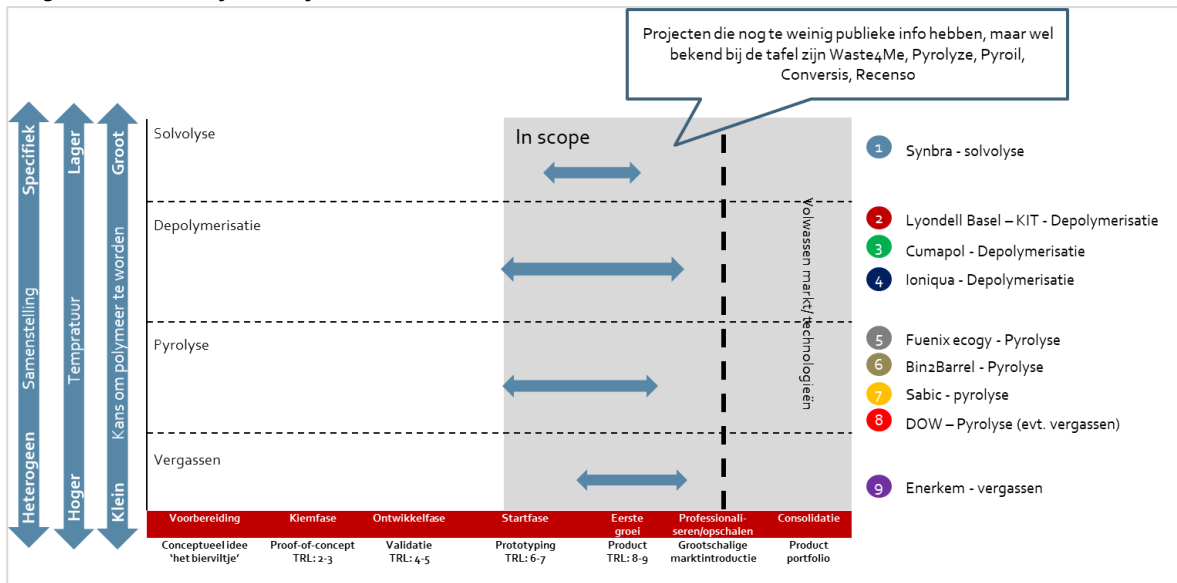 Projecten die nog te weinig publieke info hebben, maar wel
bekend bij de tafel zijn Waste4Me, Pyrolyze, Pyroil,
Conversis, Recenso
Specifiek
Samenstelling
Heterogeen
Lager
Tempratuur
Hoger
Groot
Kans om polymeer te worden
Klein
Solvolyse
Depolymerisatie
Pyrolyse
Vergassen
In scope
Volwassen markt/technologieën
1 Synbra - solvolyse
2 Lyondell Basel – KIT - Depolymerisatie
3 Cumapol - Depolymerisatie
4 Ioniqua - Depolymerisatie
5 Fuenix ecogy - Pyrolyse
6 Bin2Barrel - Pyrolyse
7 Sabic - pyrolyse
8 DOW – Pyrolyse (evt. vergassen)
9 Enerkem - vergassen
Voorbereiding
Kiemfase
Ontwikkelfase
Startfase
Eerste
groei
Professionali-
seren/opschalen
Consolidatie
Conceptueel idee
'het bierviltje'
Proof-of-concept
TRL: 2-3
Validatie
TRL: 4-5
Prototyping
TRL: 6-7
Product
TRL: 8-9
Grootschalige
marktintroductie
Product
portfolio